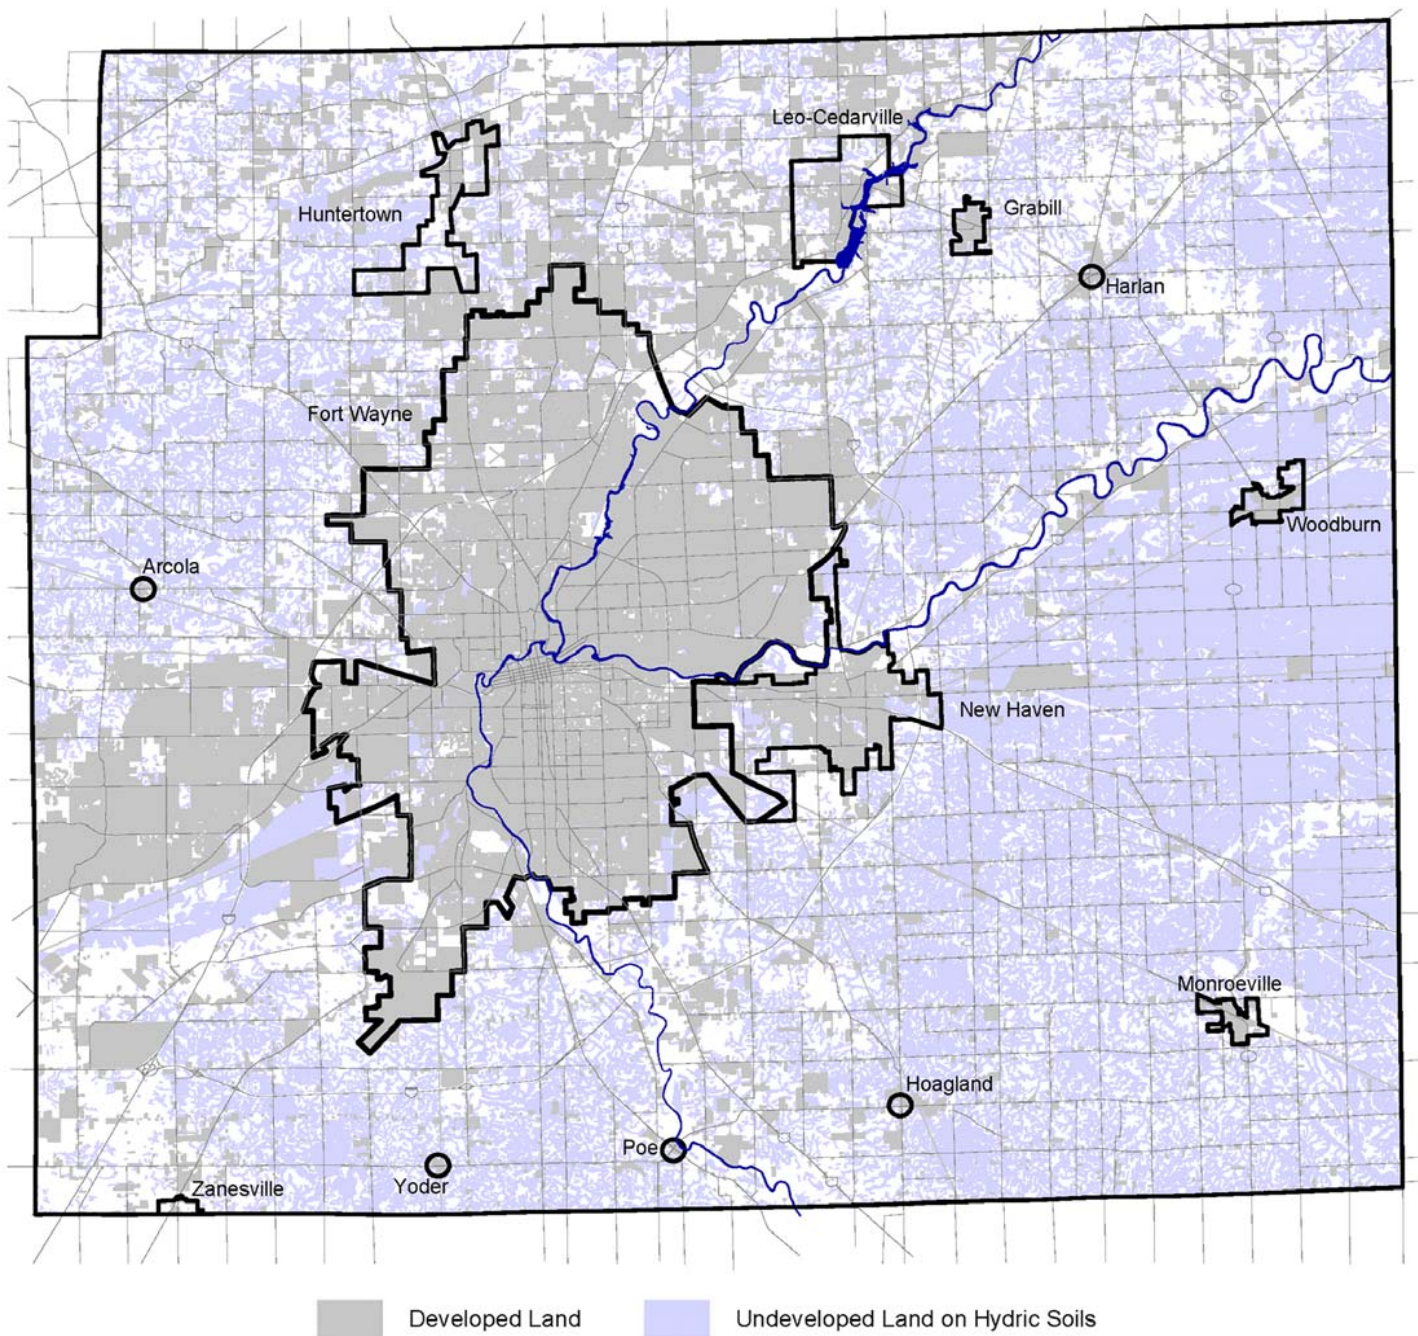 Leo-Cedarville
Huntertown
Grabill
Harlan
Fort Wayne
Woodburn
Arcola
New Haven
Monroeville
Hoagland
Poe
Zanesville
Yoder
Developed Land
Undeveloped Land on Hydric Soils